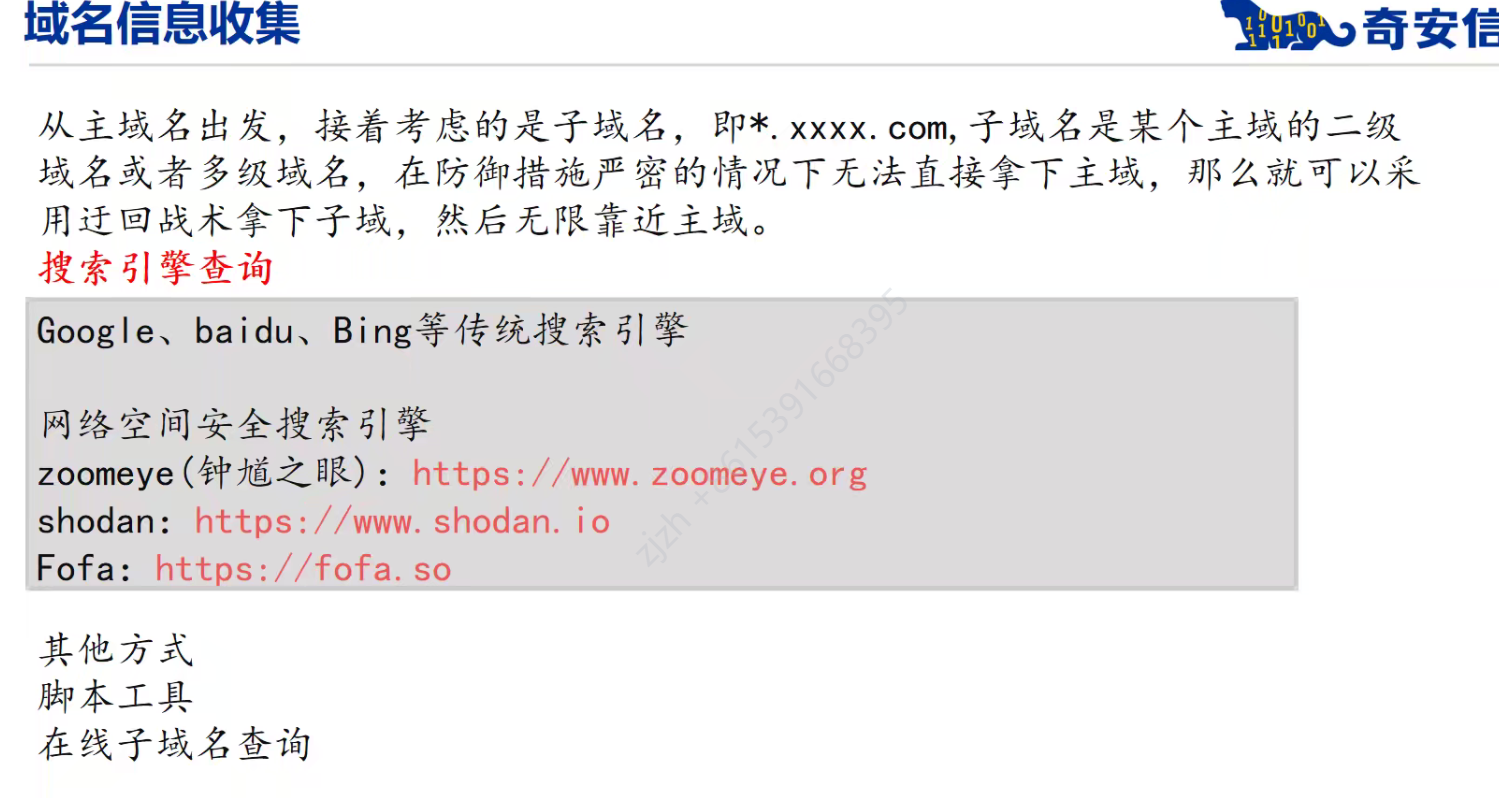 域名信息收集
奇安信
从主域名出发，接着考虑的是子域名，即*.xxxx.com,子域名是某个主域的二级
域名或者多级域名，在防御措施严密的情况下无法直接拿下主域，那么就可以采
用迂回战术拿下子域，然后无限靠近主域。
搜索引擎查询
Google、baidu、Bing等传统搜索引擎
网络空间安全搜索引擎
zoomeye(钟馗之眼)：https://www.zoomeye.org
shodan：https://www.shodan.io
Fofa：https://fofa.so
zjzh +8615391668395
其他方式
脚本工具
在线子域名查询